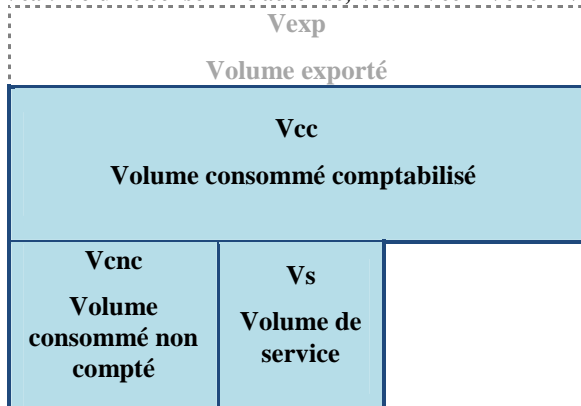 Vexp
Volume exporté
Vcc
Volume consommé comptabilisé
Vcnc
Volume
consommé non
compté
Vs
Volume de
service